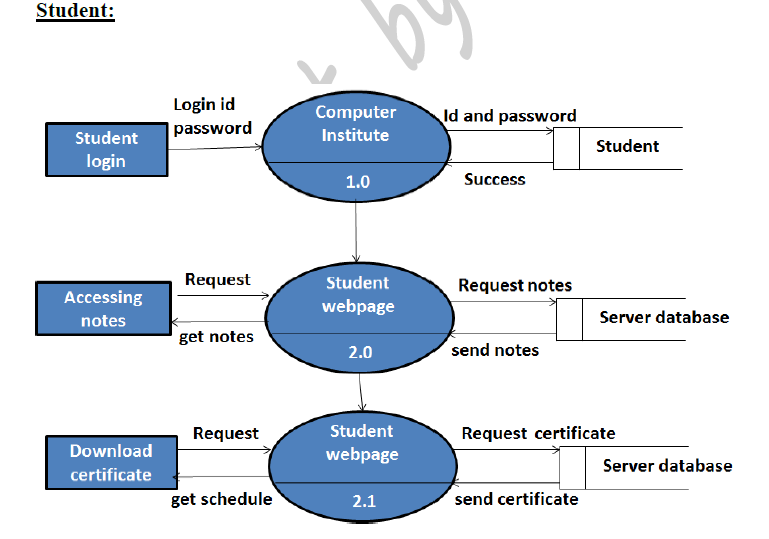 Student:
by
Login id
password
Student
login
Computer
Institute
1.0
Id and password
Success
Student
Accessing
notes
Request
get notes
Student
webpage
2.0
Request notes
send notes
Server database
Download
certificate
Request
get schedule
Student
webpage
2.1
Request certificate
send certificate
Server database